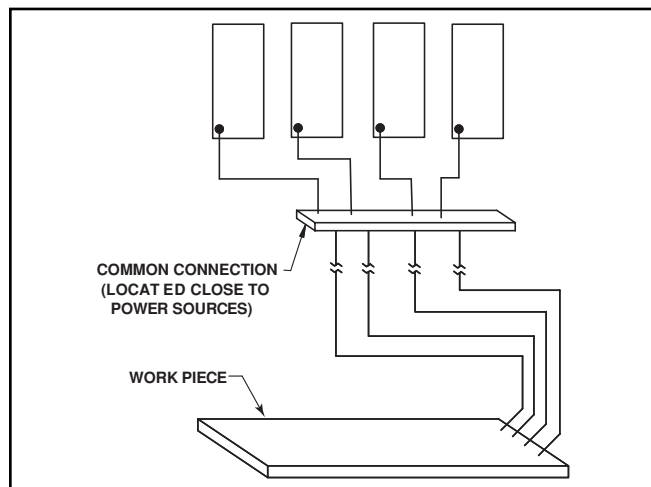 COMMON CONNECTION
(LOCAT ED CLOSE TO
POWER SOURCES)
WORK PIECE